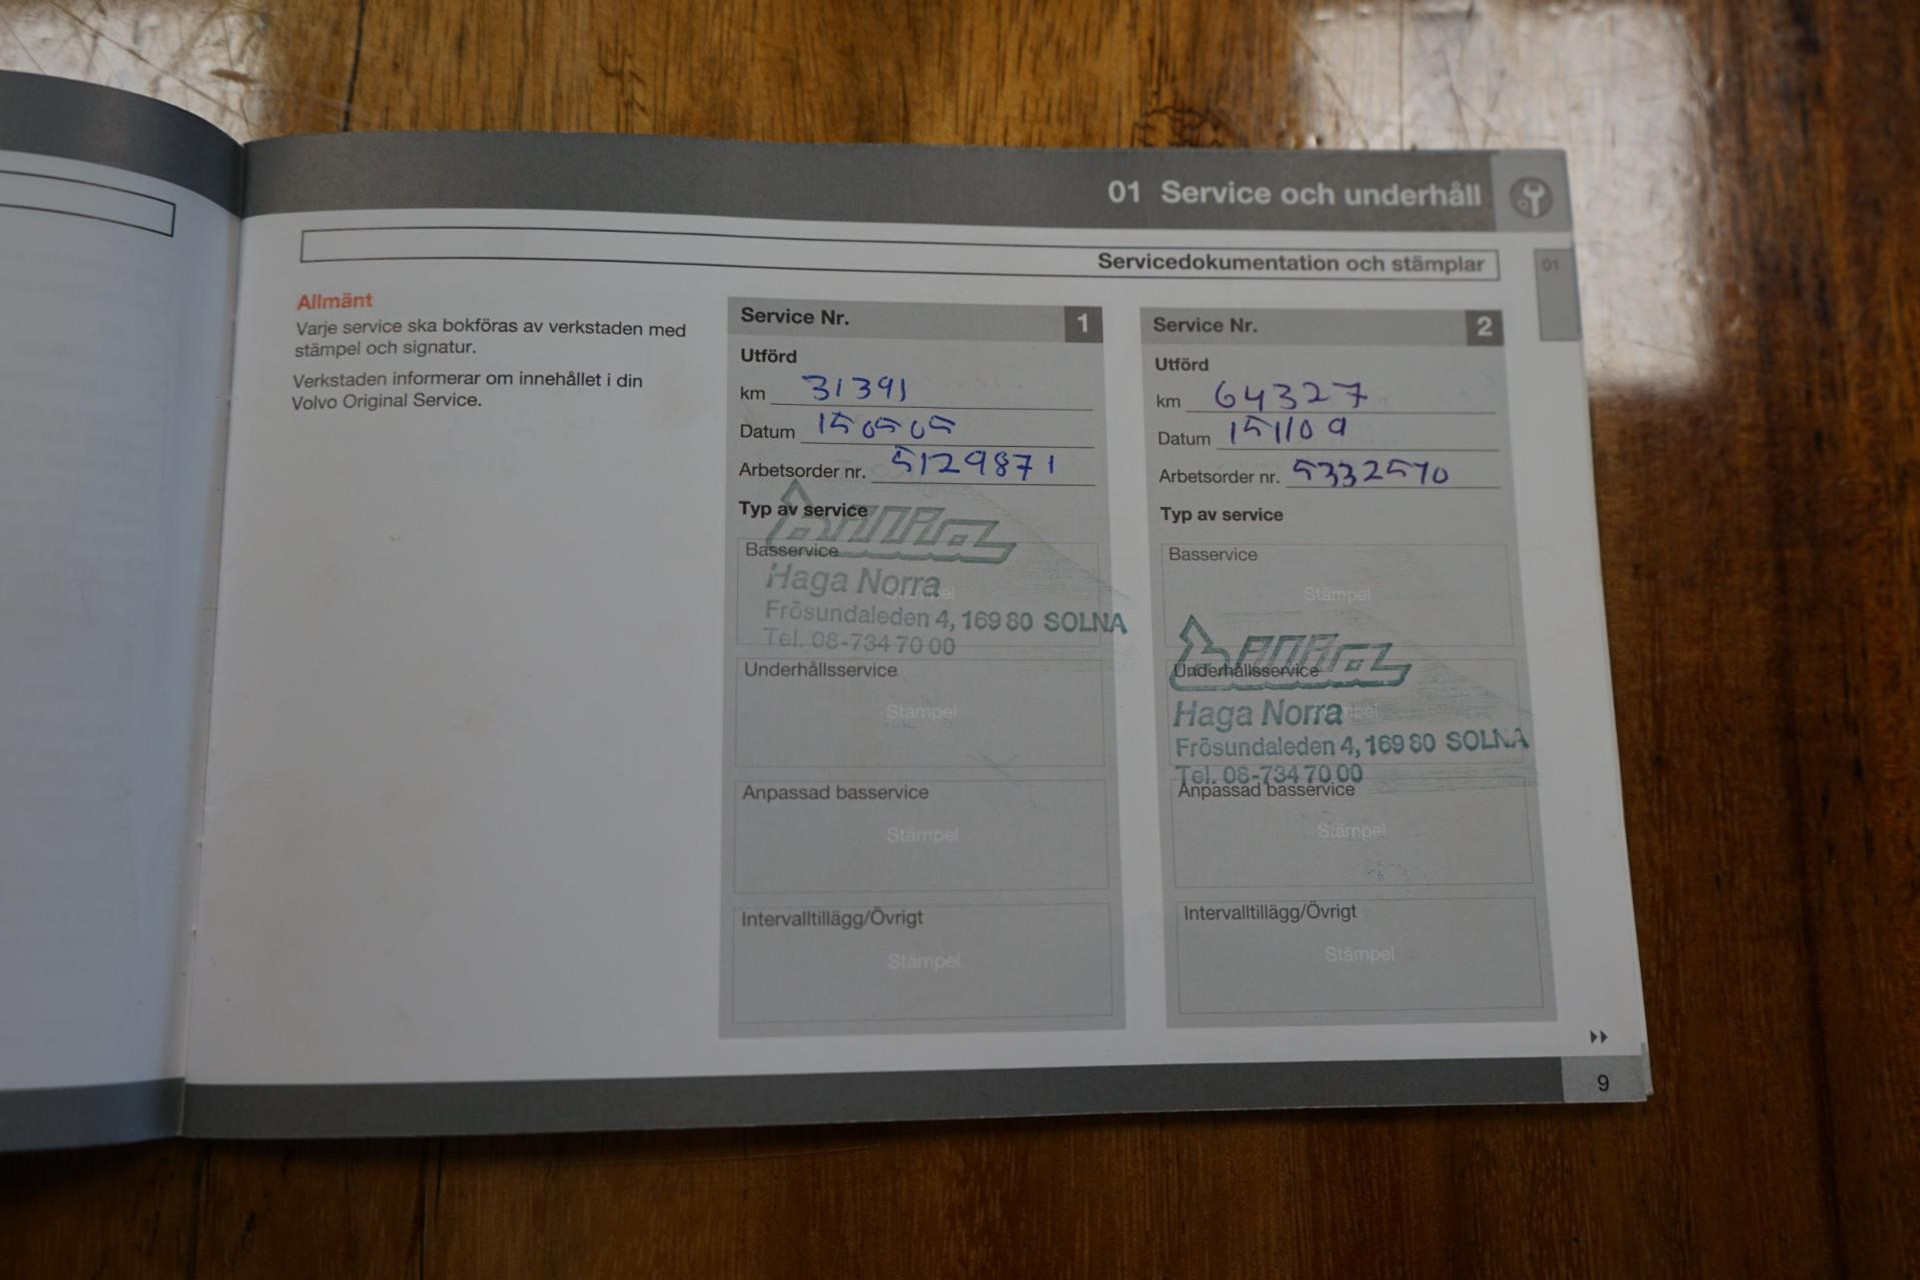 01 Service och underhåll
Servicedokumentation och stämplar
01
Allmänt
Varje service ska bokföras av verkstaden med
stämpel och signatur.
Verkstaden informerar om innehållet i din
Volvo Original Service.
Service Nr. 1
Utförd
km 31391
Datum 150505
Arbetsorder nr. 5129871
Typ av service
Bilia
Basservice
Haga Norra
Frösundaleden 4, 169 80 SOLNA
Tel. 08-734 70 00
Underhållsservice
Stämpel
Anpassad basservice
Stämpel
Intervalltillägg/Övrigt
Stämpel
Service Nr. 2
Utförd
km 64327
Datum 151109
Arbetsorder nr. 5332570
Typ av service
Basservice
Stämpel
Bilia
Underhållsservice
Haga Norra
Frösundaleden 4, 169 80 SOLNA
Tel. 08-734 70 00
Anpassad basservice
Stämpel
Intervalltillägg/Övrigt
Stämpel
9